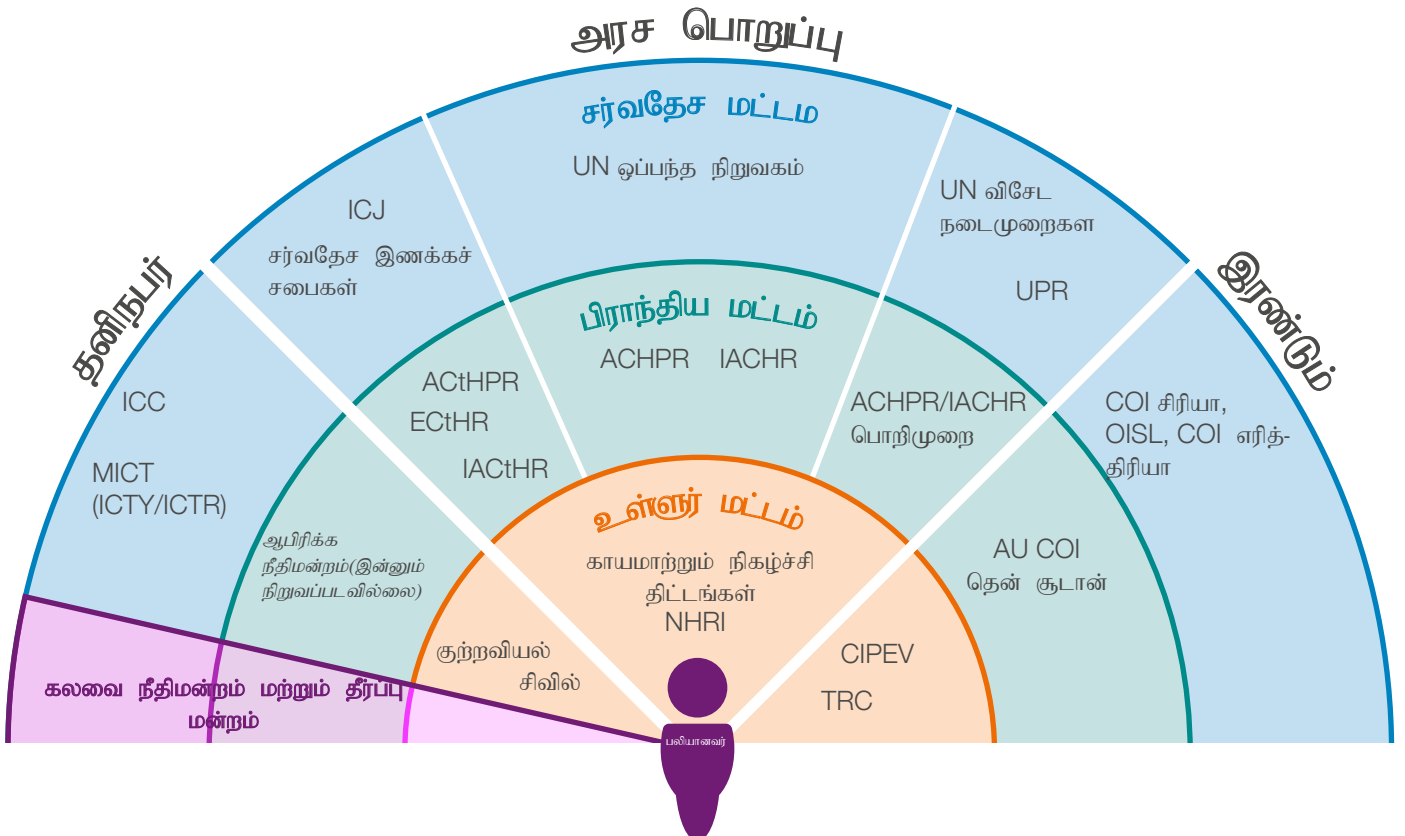 அரச பொறுப்பு
சர்வதேச மட்டம
UN ஒப்பந்த நிறுவகம்
UN விசேட
நடைமுறைகள
UPR
ICJ
சர்வதேச இணக்கச்
சபைகள்
தனிநபர்
இரண்டும்
பிராந்திய மட்டம்
ACHPR IACHR
ACtHPR
ECtHR
IACtHR
ACHPR/IACHR
பொறிமுறை
ICC
MICT
(ICTY/ICTR)
COI சிரியா,
OISL, COI எரித்-
திரியா
உள்ளுர் மட்டம்
காயமாற்றும் நிகழ்ச்சி
திட்டங்கள்
NHRI
ஆபிரிக்க
நீதிமன்றம்(இன்னும்
நிறுவப்படவில்லை)
AU COI
தென் சூடான்
குற்றவியல்
சிவில்
CIPEV
TRC
கலவை நீதிமன்றம் மற்றும் தீர்ப்பு
மன்றம்
பலியானவர்